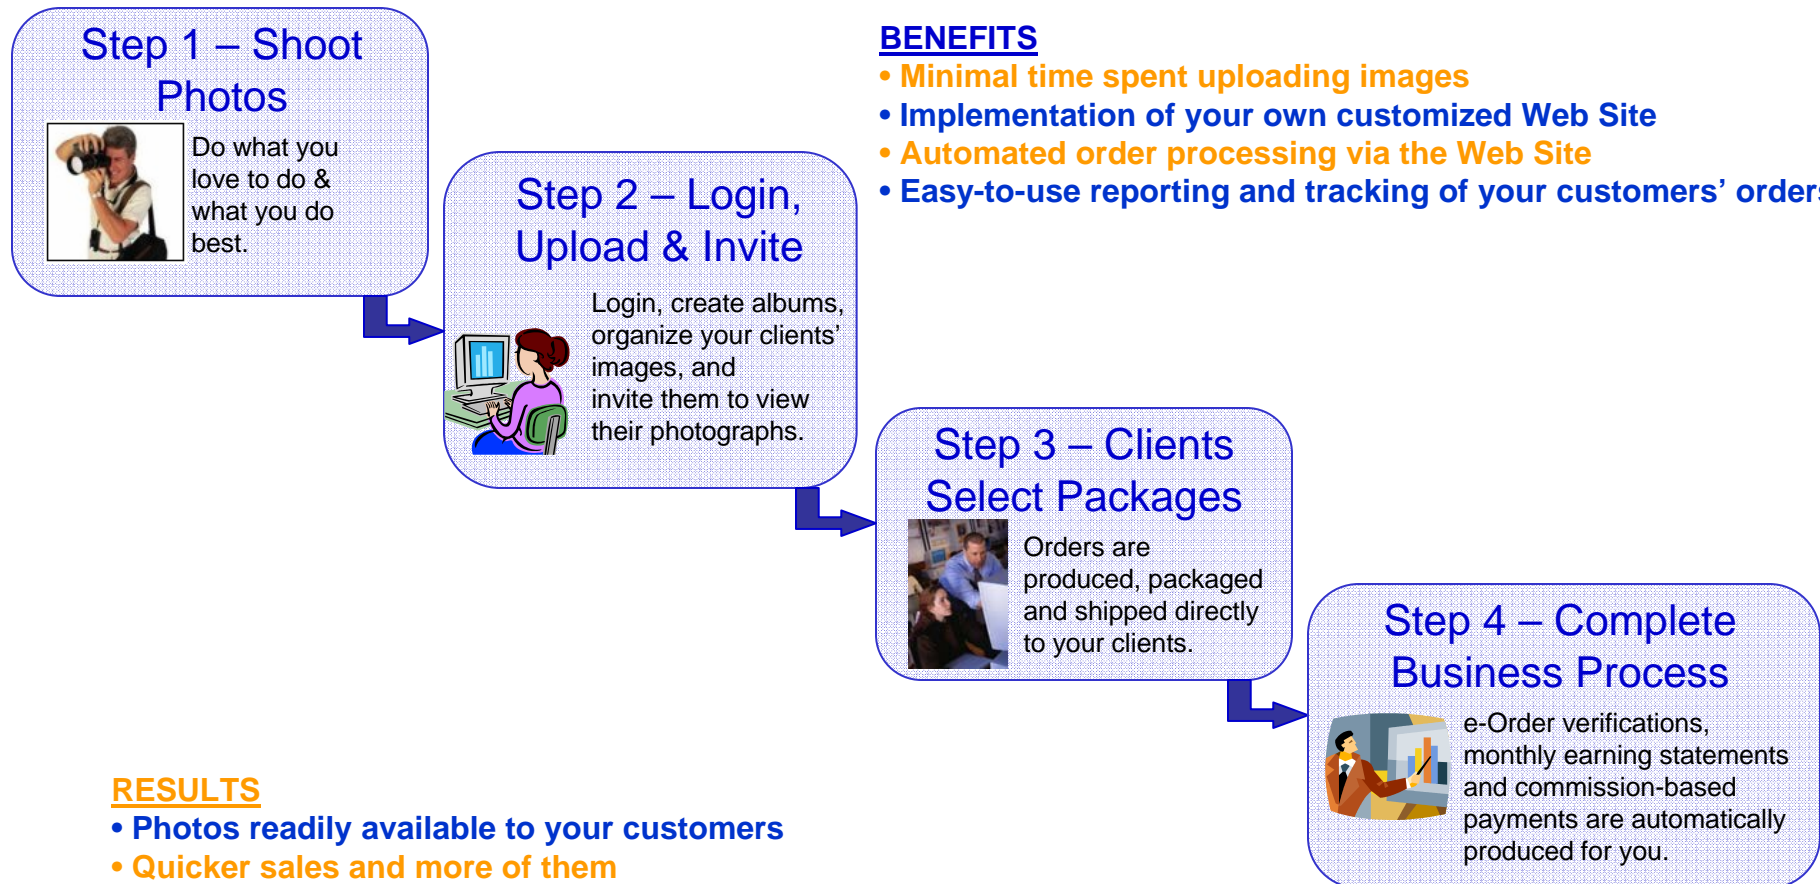 Step 1 – Shoot
Photos
Do what you
love to do &
what you do
best.
BENEFITS
• Minimal time spent uploading images
• Implementation of your own customized Web Site
• Automated order processing via the Web Site
• Easy-to-use reporting and tracking of your customers’ orders
Step 2 – Login,
Upload & Invite
Login, create albums,
organize your clients’
images, and
invite them to view
their photographs.
Step 3 – Clients
Select Packages
Orders are
produced, packaged
and shipped directly
to your clients.
Step 4 – Complete
Business Process
e-Order verifications,
monthly earning statements
and commission-based
payments are automatically
produced for you.
RESULTS
• Photos readily available to your customers
• Quicker sales and more of them